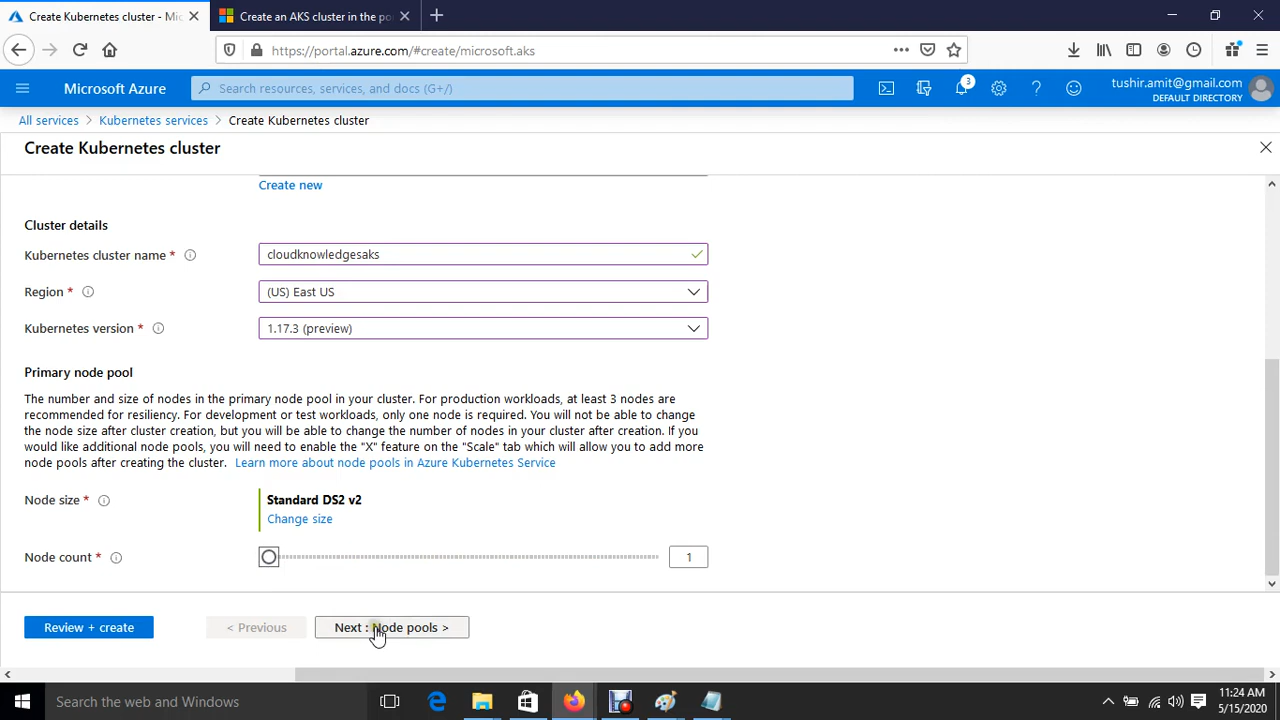 Create Kubernetes cluster - Mic
Create an AKS cluster in the po
https://portal.azure.com/#create/microsoft.aks
Microsoft Azure
Search resources, services, and docs (G+/)
3
tushir.amit@gmail.com
DEFAULT DIRECTORY
All services > Kubernetes services > Create Kubernetes cluster
Create Kubernetes cluster
Create new
Cluster details
Kubernetes cluster name *
cloudknowledgesaks
Region *
(US) East US
Kubernetes version *
1.17.3 (preview)
Primary node pool
The number and size of nodes in the primary node pool in your cluster. For production workloads, at least 3 nodes are
recommended for resiliency. For development or test workloads, only one node is required. You will not be able to change
the node size after cluster creation, but you will be able to change the number of nodes in your cluster after creation. If you
would like additional node pools, you will need to enable the "X" feature on the "Scale" tab which will allow you to add more
node pools after creating the cluster. Learn more about node pools in Azure Kubernetes Service
Node size *
Standard DS2 v2
Change size
Node count *
1
Review + create
< Previous
Next : Node pools >
Search the web and Windows
11:24 AM
5/15/2020